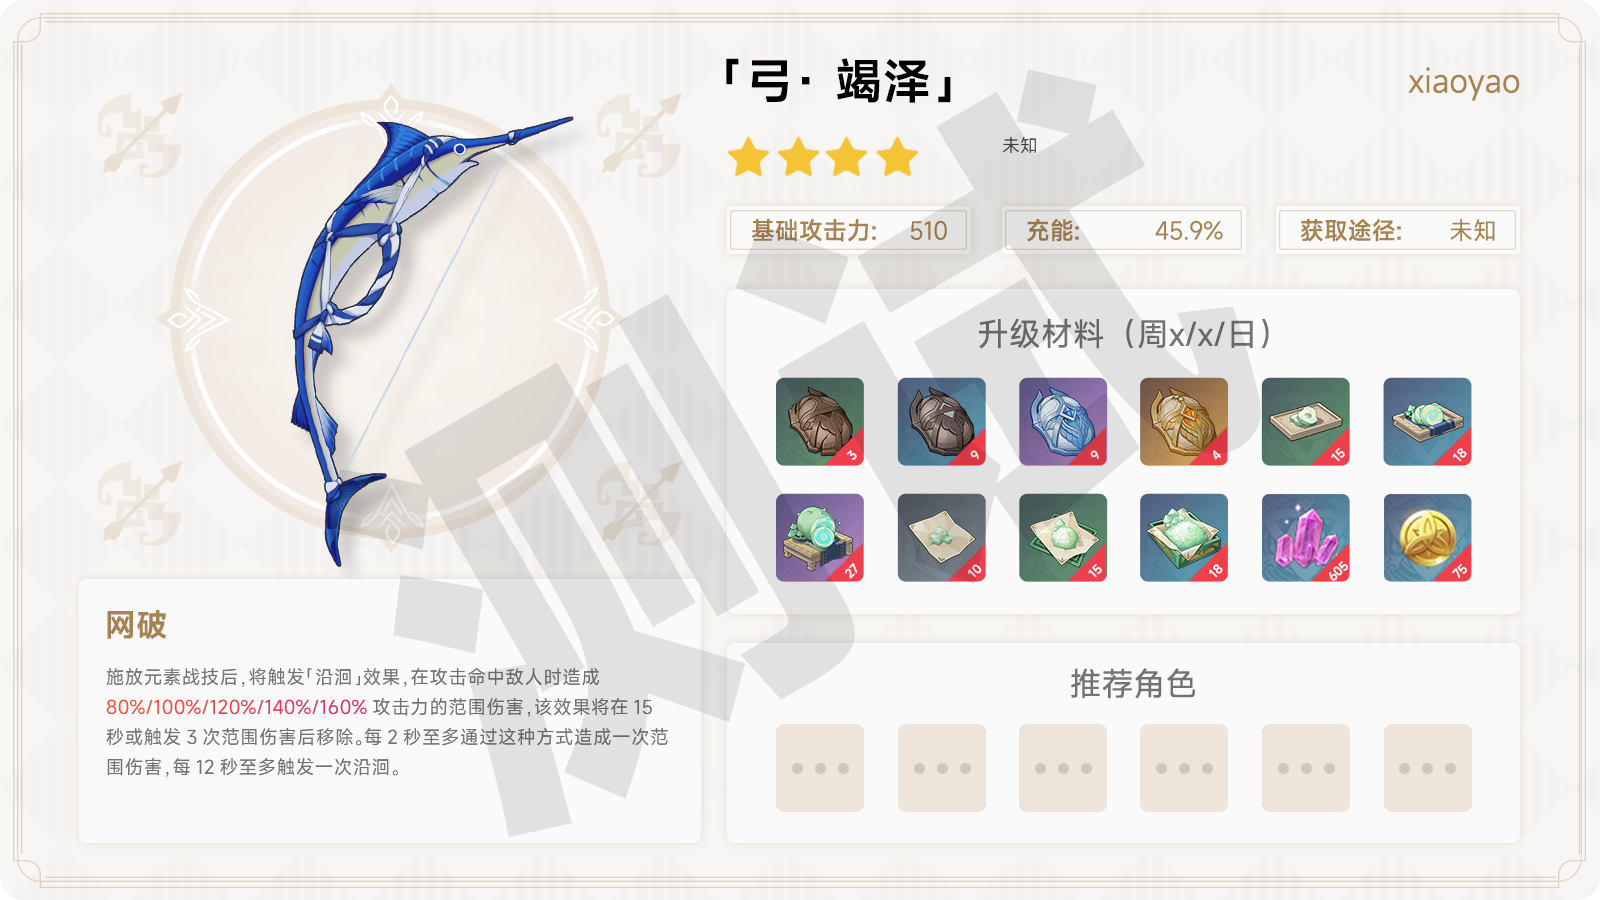 「弓· 竭泽」
xiaoyao
未知
基础攻击力: 510
充能: 45.9%
获取途径: 未知
升级材料（周x/x/日）
3
9
9
4
15
18
27
10
15
18
605
75
网破
施放元素战技后,将触发「沿洄」效果,在攻击命中敌人时造成
80%/100%/120%/140%/160% 攻击力的范围伤害,该效果将在 15
秒或触发 3 次范围伤害后移除。每 2 秒至多通过这种方式造成一次范
围伤害,每 12 秒至多触发一次沿洄。
推荐角色
测试